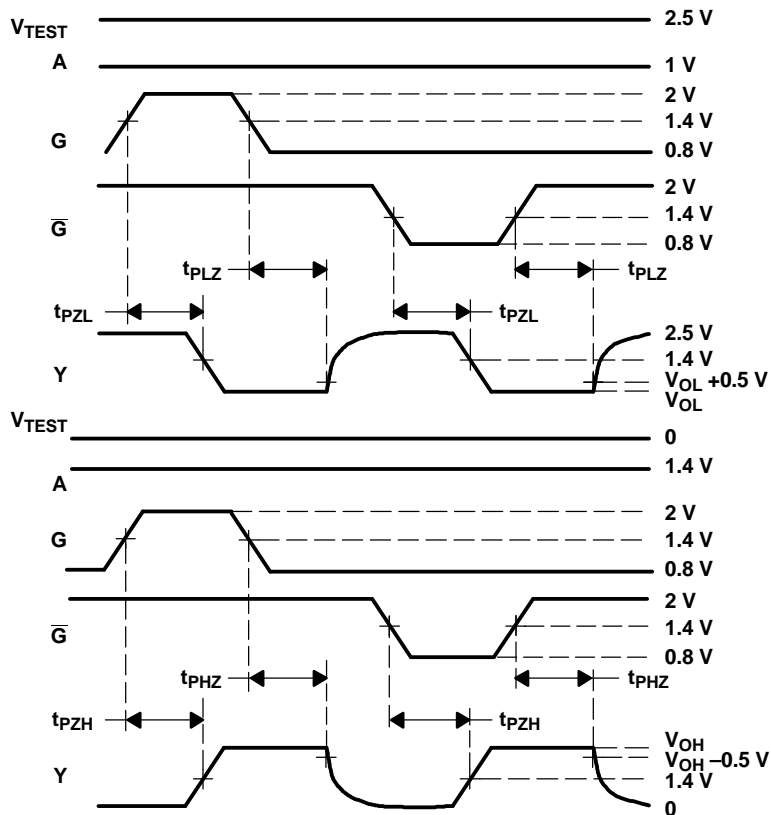 VTEST 2.5 V
A 1 V
2 V
1.4 V
G 0.8 V
2 V
G 1.4 V
0.8 V
tPLZ tPLZ
tPZL tPZL
2.5 V
1.4 V
Y VOL +0.5 V
VOL
VTEST 0
A 1.4 V
2 V
G 1.4 V
0.8 V
2 V
G 1.4 V
0.8 V
tPHZ tPHZ
tPZH tPZH
VOH
VOH –0.5 V
Y 1.4 V
0